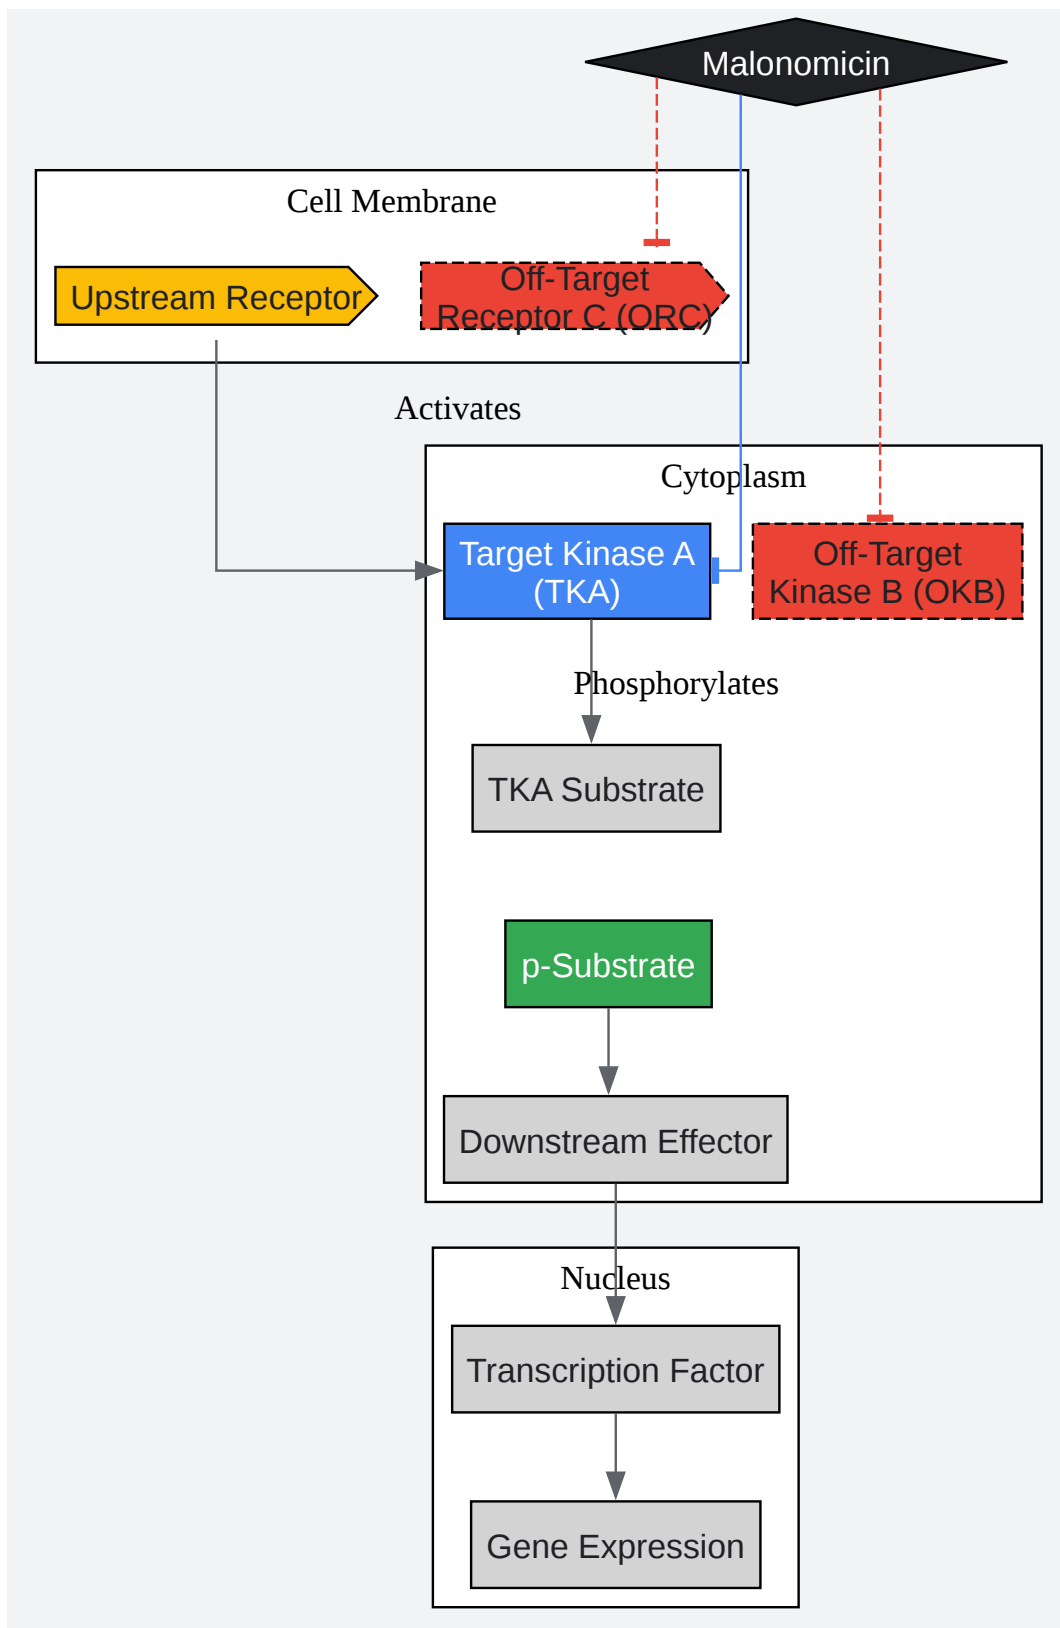 Malonomicin
Cell Membrane
Upstream Receptor
Off-Target
Receptor C (ORC)
Activates
Cytoplasm
Target Kinase A
(TKA)
Off-Target
Kinase B (OKB)
Phosphorylates
TKA Substrate
p-Substrate
Downstream Effector
Nucleus
Transcription Factor
Gene Expression